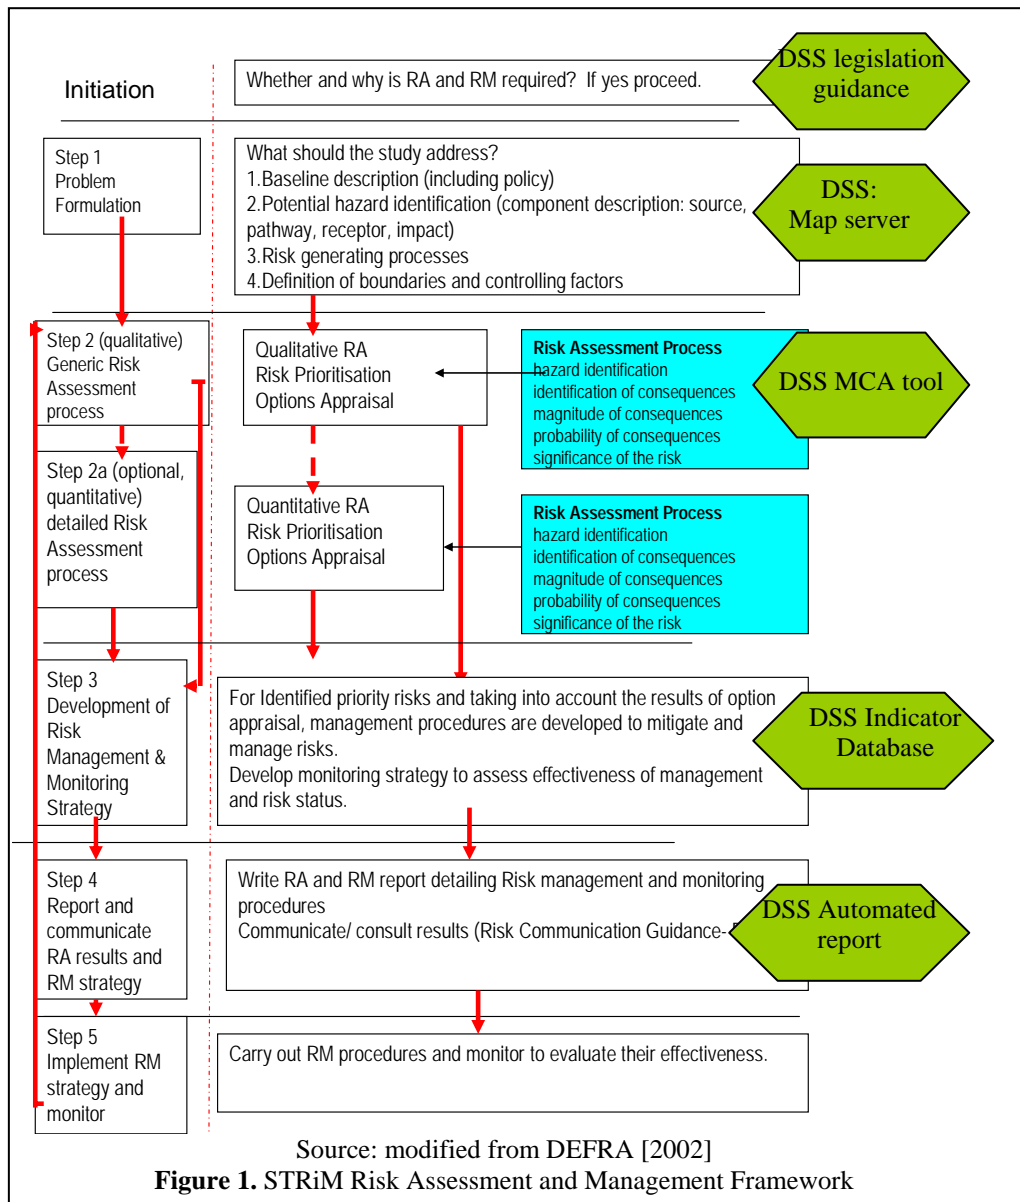 Initiation
Whether and why is RA and RM required?  If yes proceed.
DSS legislation
guidance
Step 1
Problem
Formulation
What should the study address?
1.Baseline description (including policy)
2.Potential hazard identification (component description: source,
pathway, receptor, impact)
3.Risk generating processes
4.Definition of boundaries and controlling factors
DSS:
Map server
Step 2 (qualitative)
Generic Risk
Assessment
process
Qualitative RA
Risk Prioritisation
Options Appraisal
Risk Assessment Process
hazard identification
identification of consequences
magnitude of consequences
probability of consequences
significance of the risk
DSS MCA tool
Step 2a (optional,
quantitative)
detailed Risk
Assessment
process
Quantitative RA
Risk Prioritisation
Options Appraisal
Risk Assessment Process
hazard identification
identification of consequences
magnitude of consequences
probability of consequences
significance of the risk
Step 3
Development of
Risk
Management &
Monitoring
Strategy
For Identified priority risks and taking into account the results of option
appraisal, management procedures are developed to mitigate and
manage risks.
Develop monitoring strategy to assess effectiveness of management
and risk status.
DSS Indicator
Database
Step 4
Report and
communicate
RA results and
RM strategy
Write RA and RM report detailing Risk management and monitoring
procedures
Communicate/ consult results (Risk Communication Guidance-
DSS Automated
report
Step 5
Implement RM
strategy and
monitor
Carry out RM procedures and monitor to evaluate their effectiveness.
Source: modified from DEFRA [2002]
Figure 1. STRiM Risk Assessment and Management Framework